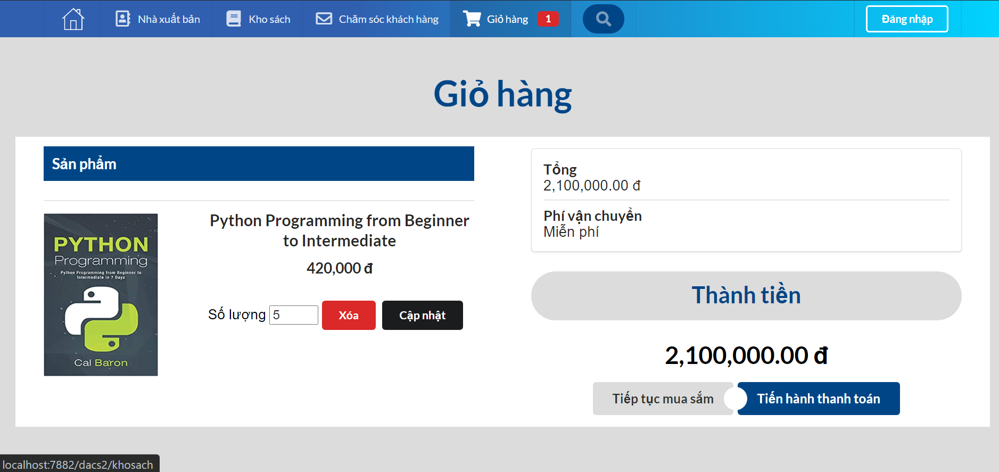 Nhà xuất bản
Kho sách
Chăm sóc khách hàng
Giỏ hàng
1
Đăng nhập
Giỏ hàng
Sản phẩm
PYTHON
Programming
Python Programming from Beginner to
Intermediate in 7 Days
Cal Baron
Python Programming from Beginner
to Intermediate
420,000 đ
Số lượng
5
Xóa
Cập nhật
Tổng
2,100,000.00 đ
Phí vận chuyển
Miễn phí
Thành tiền
2,100,000.00 đ
Tiếp tục mua sắm
Tiến hành thanh toán
localhost:7882/dacs2/khosach